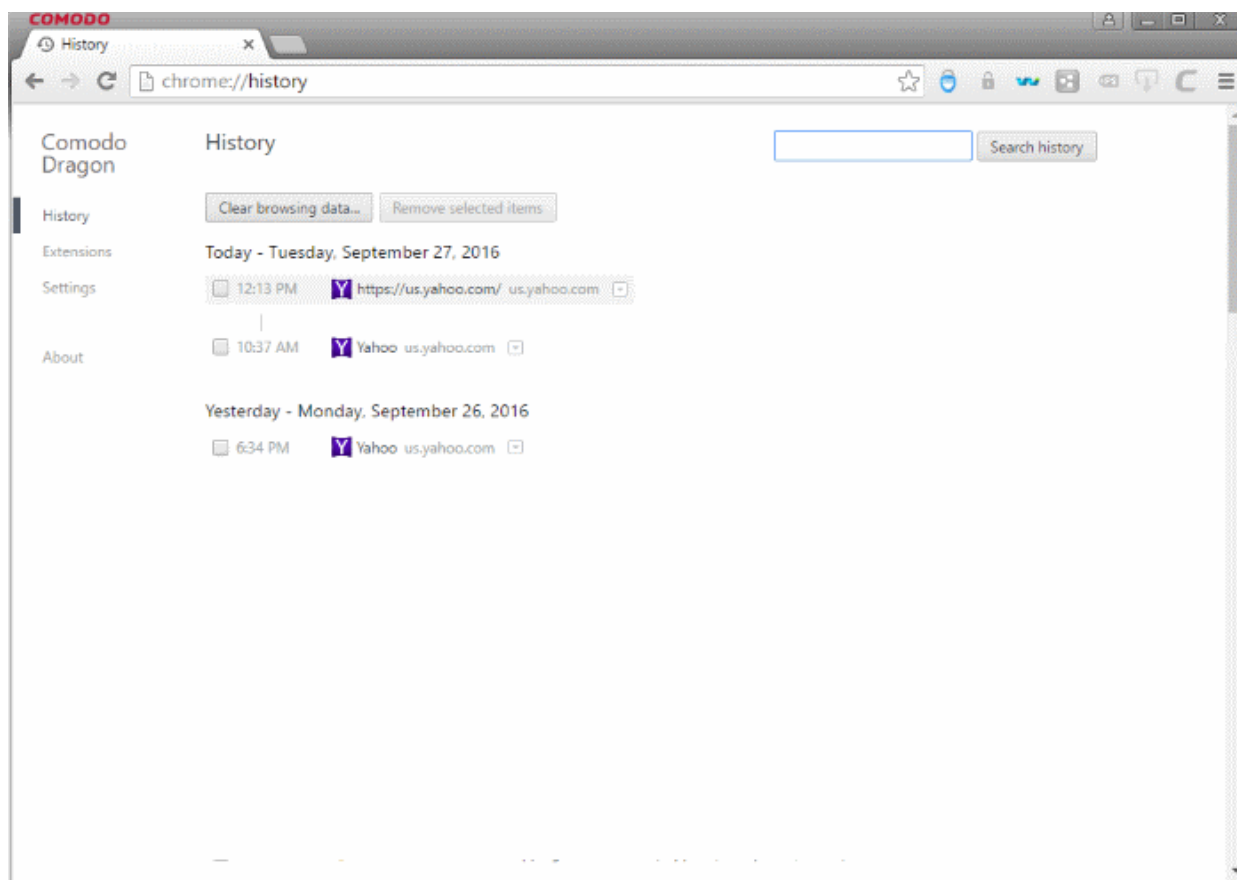 COMODO
History
chrome://history
Comodo
Dragon
History
Search history
Clear browsing data...
Remove selected items
History
Extensions
Settings
About
Today - Tuesday, September 27, 2016
12:13 PM https://us.yahoo.com/ us.yahoo.com
10:37 AM Yahoo us.yahoo.com
Yesterday - Monday, September 26, 2016
6:34 PM Yahoo us.yahoo.com